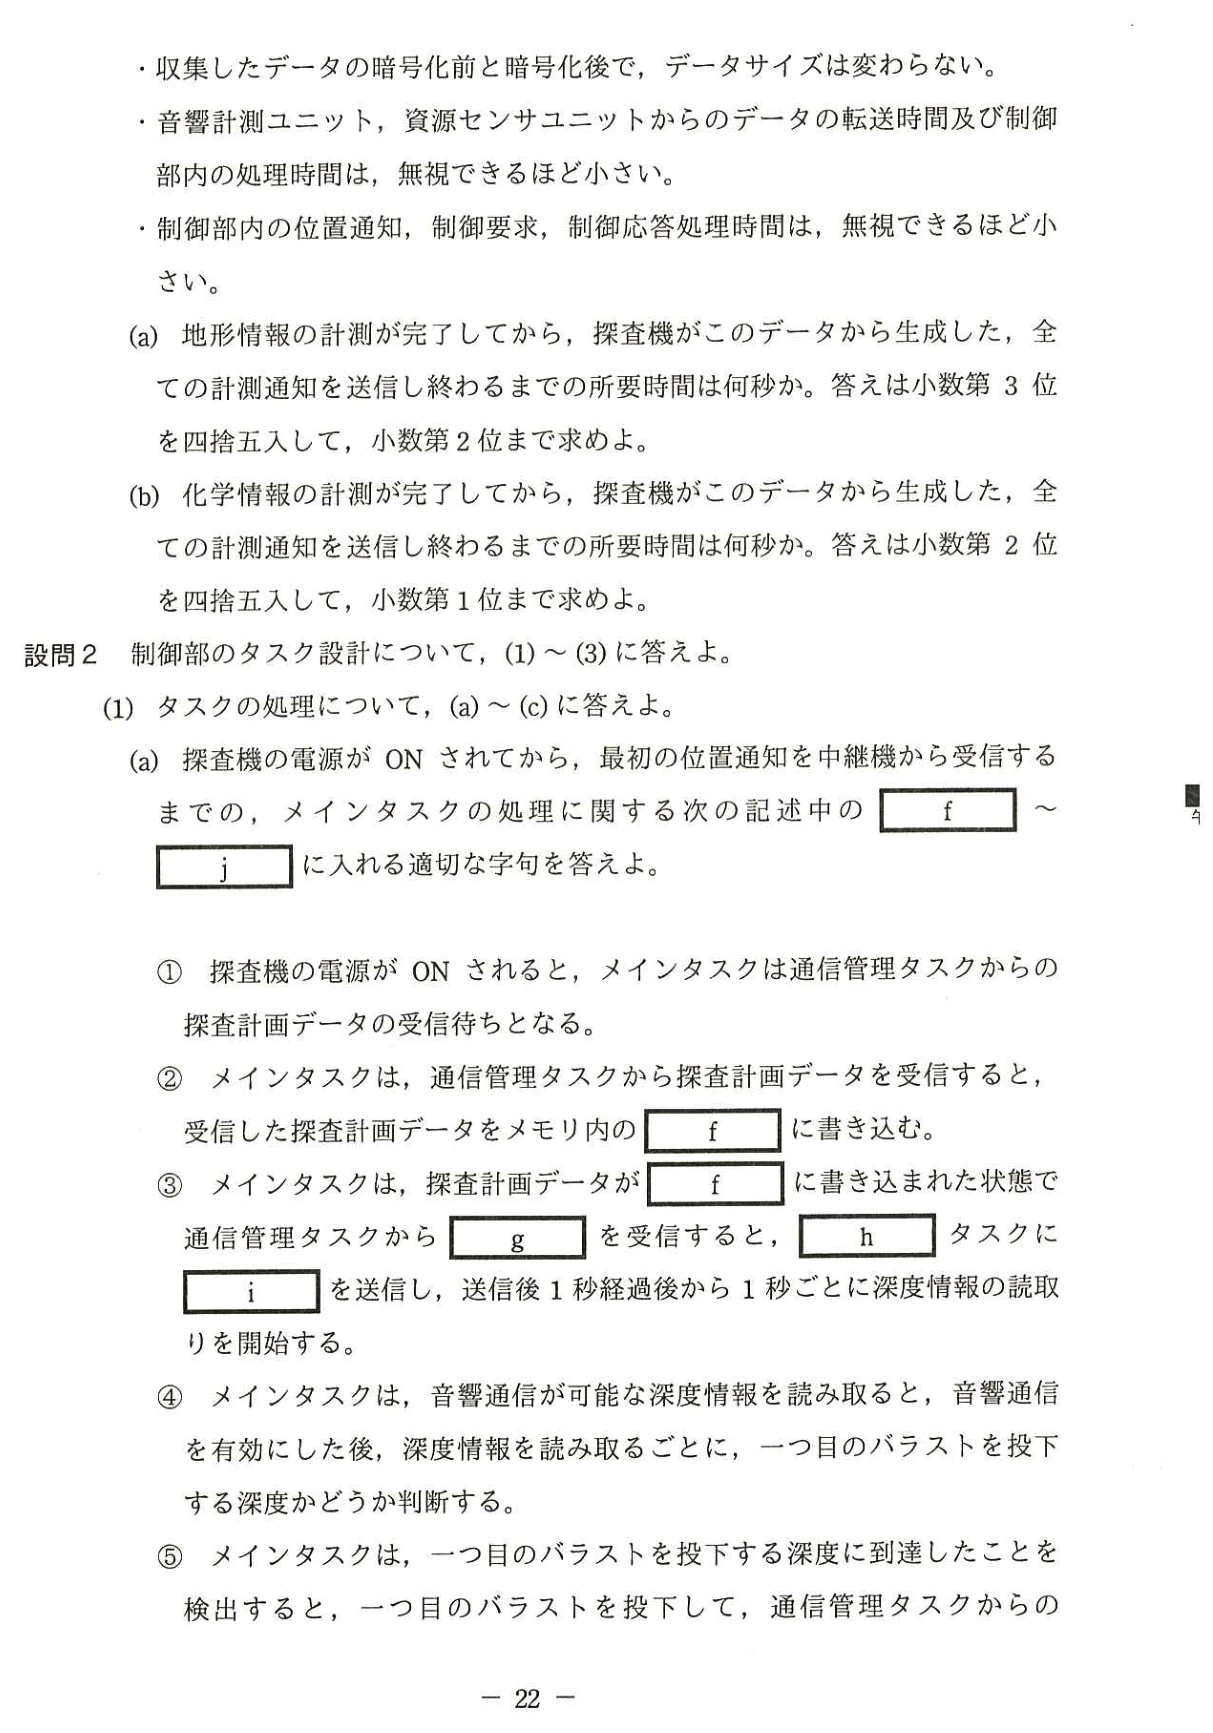 ・収集したデータの暗号化前と暗号化後で，データサイズは変わらない。
・音響計測ユニット，資源センサユニットからのデータの転送時間及び制御
部内の処理時間は，無視できるほど小さい。
・制御部内の位置通知，制御要求，制御応答処理時間は，無視できるほど小
さい。
(a) 地形情報の計測が完了してから，探査機がこのデータから生成した，全
ての計測通知を送信し終わるまでの所要時間は何秒か。答えは小数第 3 位
を四捨五入して，小数第 2 位まで求めよ。
(b) 化学情報の計測が完了してから，探査機がこのデータから生成した，全
ての計測通知を送信し終わるまでの所要時間は何秒か。答えは小数第 2 位
を四捨五入して，小数第 1 位まで求めよ。
設問2 制御部のタスク設計について，(1)～(3)に答えよ。
(1) タスクの処理について，(a)～(c)に答えよ。
(a) 探査機の電源が ON されてから，最初の位置通知を中継機から受信する
までの，メインタスクの処理に関する次の記述中の f ～
j に入れる適切な字句を答えよ。
① 探査機の電源が ON されると，メインタスクは通信管理タスクからの
探査計画データの受信待ちとなる。
② メインタスクは，通信管理タスクから探査計画データを受信すると，
受信した探査計画データをメモリ内の f に書き込む。
③ メインタスクは，探査計画データが f に書き込まれた状態で
通信管理タスクから g を受信すると， h タスクに
i を送信し，送信後 1 秒経過後から 1 秒ごとに深度情報の読取
りを開始する。
④ メインタスクは，音響通信が可能な深度情報を読み取ると，音響通信
を有効にした後，深度情報を読み取るごとに，一つ目のバラストを投下
する深度かどうか判断する。
⑤ メインタスクは，一つ目のバラストを投下する深度に到達したことを
検出すると，一つ目のバラストを投下して，通信管理タスクからの
－ 22 －